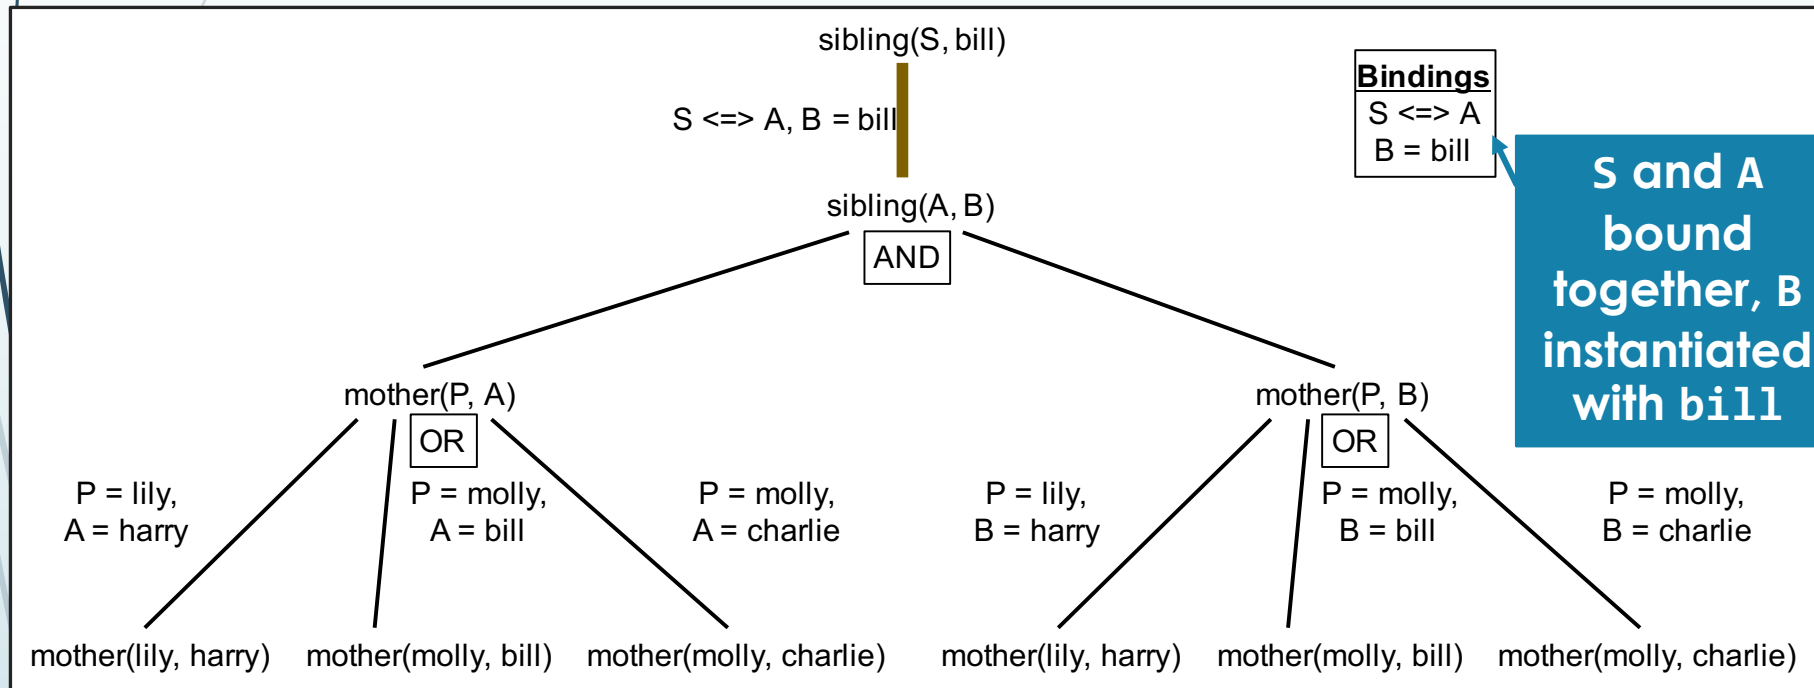 sibling(S, bill)
S <=> A, B = bill
Bindings
S <=> A
B = bill
S and A
bound
together, B
instantiated
with bill
sibling(A, B)
AND
mother(P, A)
OR
mother(P, B)
OR
P = lily,
A = harry
P = molly,
A = bill
P = molly,
A = charlie
P = lily,
B = harry
P = molly,
B = bill
P = molly,
B = charlie
mother(lily, harry)
mother(molly, bill)
mother(molly, charlie)
mother(lily, harry)
mother(molly, bill)
mother(molly, charlie)